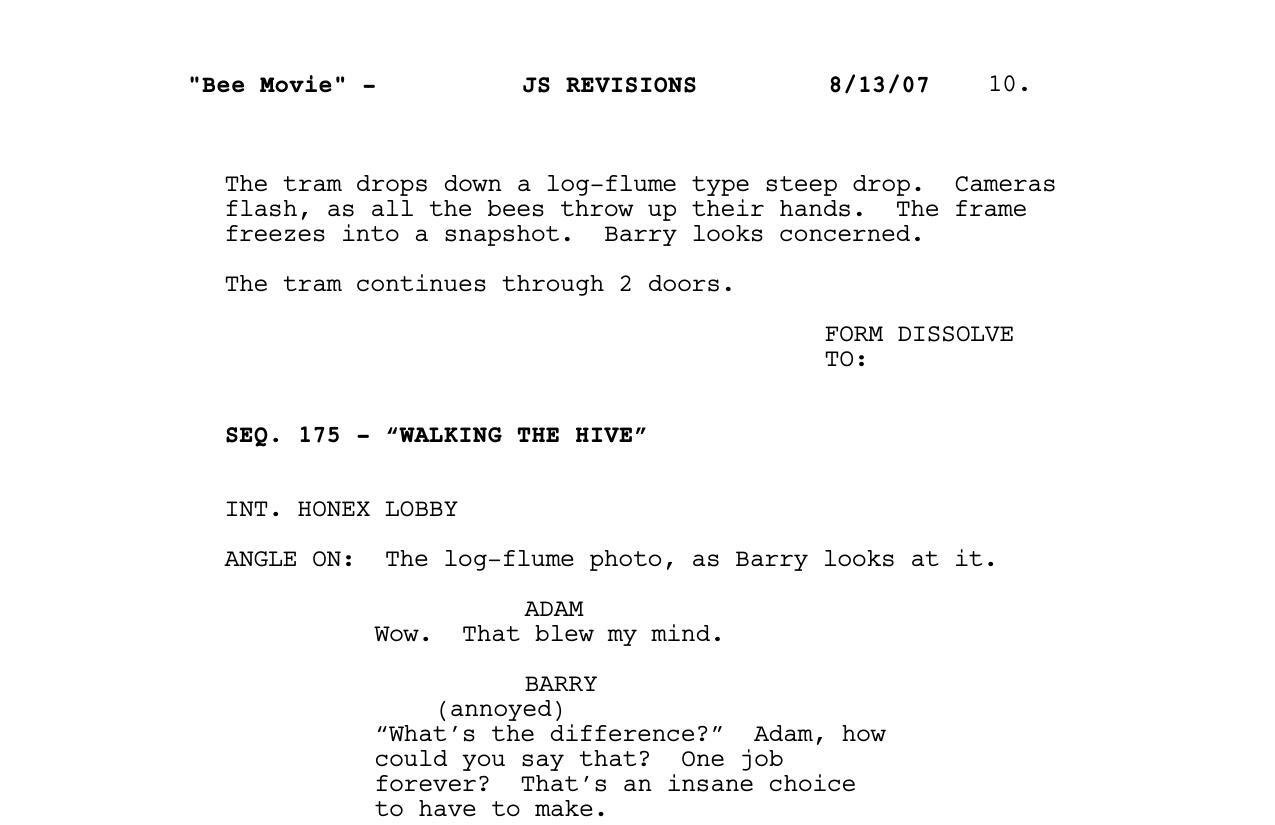 "Bee Movie" - JS REVISIONS 8/13/07 10.
The tram drops down a log-flume type steep drop.  Cameras
flash, as all the bees throw up their hands.  The frame
freezes into a snapshot.  Barry looks concerned.
The tram continues through 2 doors.
FORM DISSOLVE
TO:
SEQ. 175 - “WALKING THE HIVE”
INT. HONEX LOBBY
ANGLE ON:  The log-flume photo, as Barry looks at it.
ADAM
Wow.  That blew my mind.
BARRY
(annoyed)
“What’s the difference?”  Adam, how
could you say that?  One job
forever?  That’s an insane choice
to have to make.